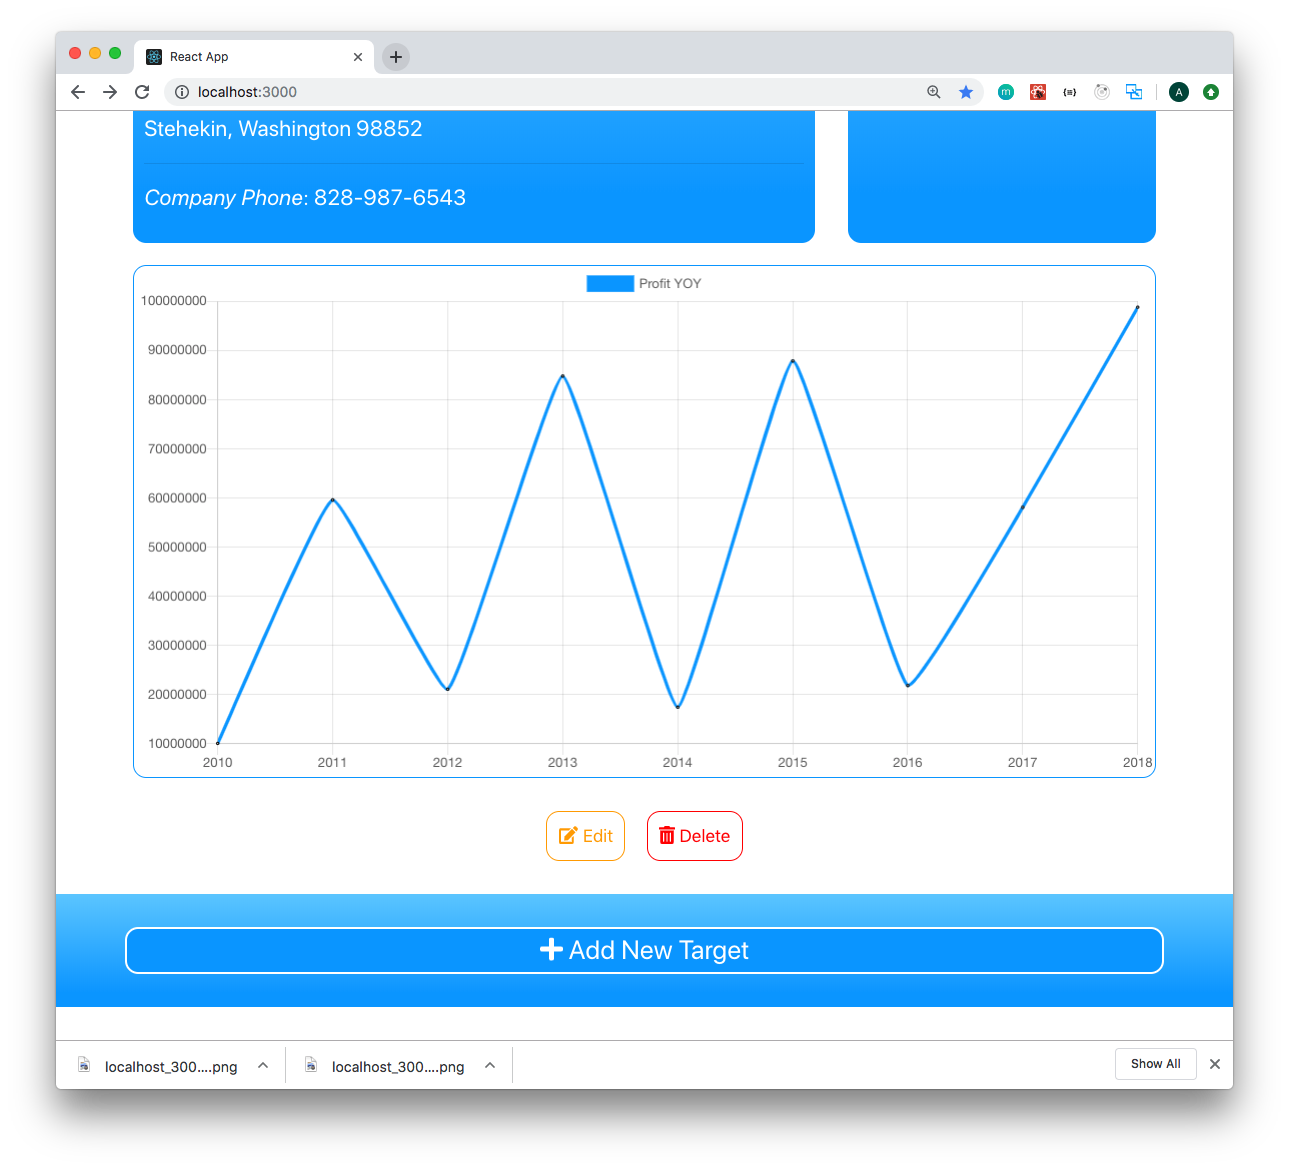 React App
localhost:3000
m
A
Stehekin, Washington 98852
Company Phone: 828-987-6543
Profit YOY
100000000
90000000
80000000
70000000
60000000
50000000
40000000
30000000
20000000
10000000
2010 2011 2012 2013 2014 2015 2016 2017 2018
Edit Delete
Add New Target
localhost_300....png localhost_300....png Show All